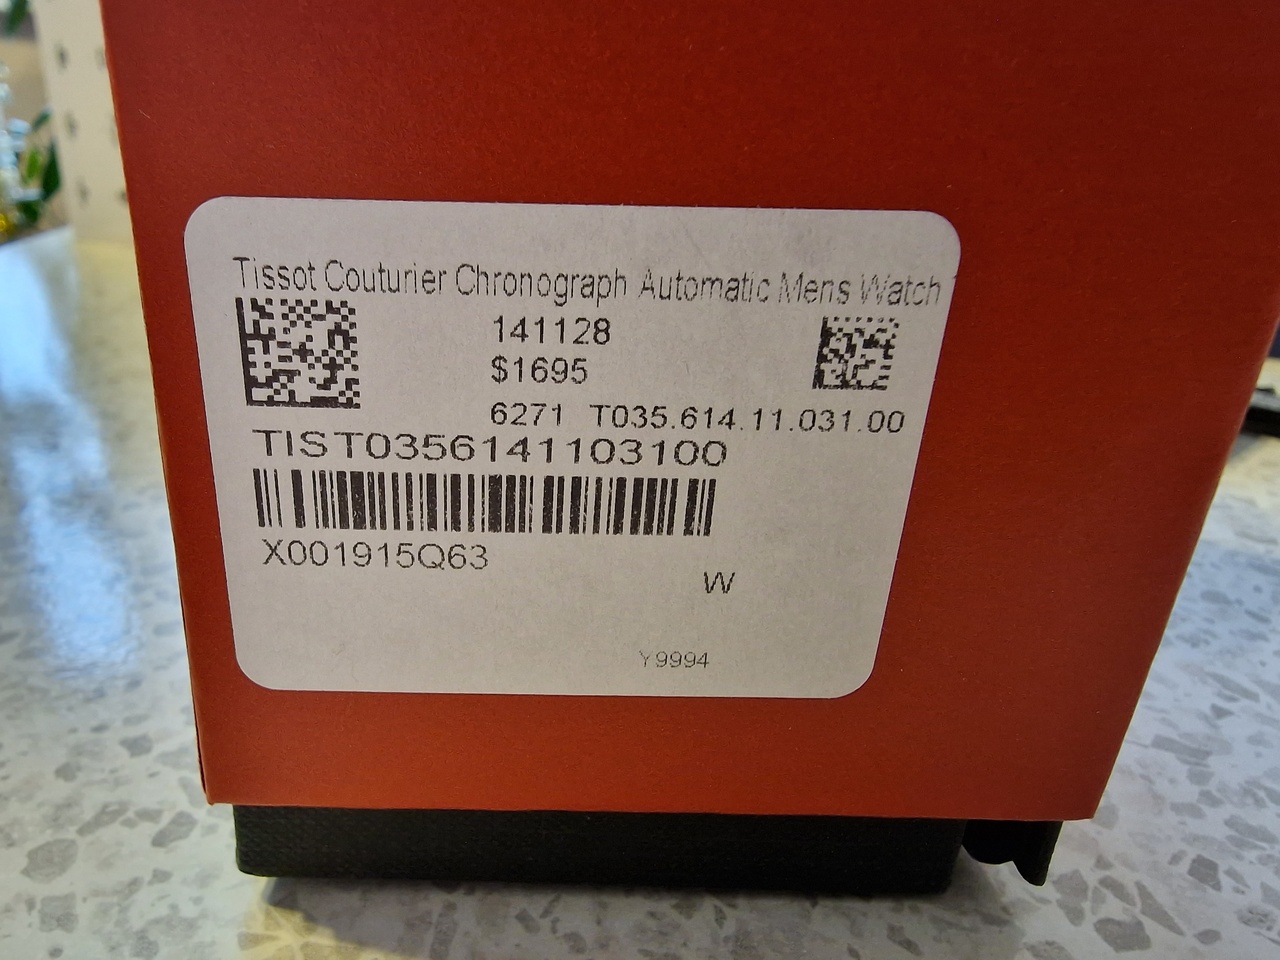 Tissot Couturier Chronograph Automatic Mens Watch
141128
$1695
6271 T035.614.11.031.00
TIST0356141103100
X001915Q63
W
Y9994